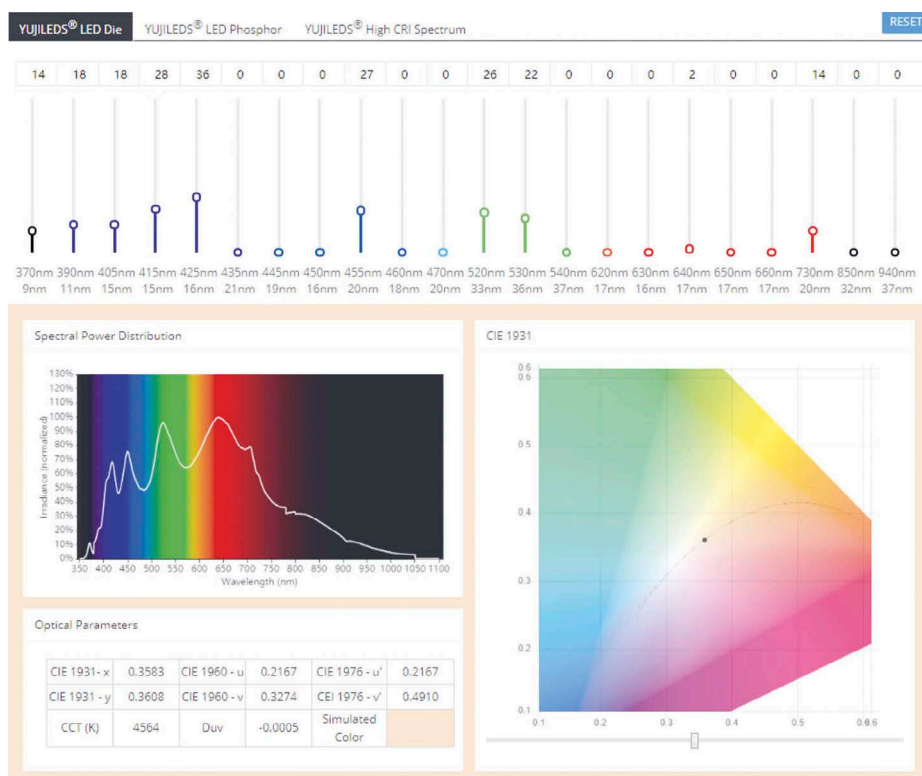 YUJILEDS® LED Die YUJILEDS® LED Phosphor YUJILEDS® High CRI Spectrum RESET
14 18 18 28 36 0 0 0 27 0 0 26 22 0 0 0 2 0 0 14 0 0
370nm 390nm 405nm 415nm 425nm 435nm 445nm 450nm 455nm 460nm 470nm 520nm 530nm 540nm 620nm 630nm 640nm 650nm 660nm 730nm 850nm 940nm
9nm 11nm 15nm 15nm 16nm 21nm 19nm 16nm 20nm 18nm 20nm 33nm 36nm 37nm 17nm 16nm 17nm 17nm 17nm 20nm 32nm 37nm
Spectral Power Distribution
130%
120%
110%
100%
90%
80%
70%
60%
50%
40%
30%
20%
10%
0%
Irradiance (normalized)
350 400 450 500 550 600 650 700 750 800 850 900 950 1000 1050 1100
Wavelength (nm)
Optical Parameters
CIE 1931- x 0.3583 CIE 1960 - u 0.2167 CIE 1976 - u' 0.2167
CIE 1931 - y 0.3608 CIE 1960 - v 0.3274 CEI 1976 - v' 0.4910
CCT (K) 4564 Duv -0.0005 Simulated
Color
CIE 1931
0.6
0.6
0.5
0.4
0.3
0.2
0.1
0.1 0.2 0.3 0.4 0.5 0.6 0.6